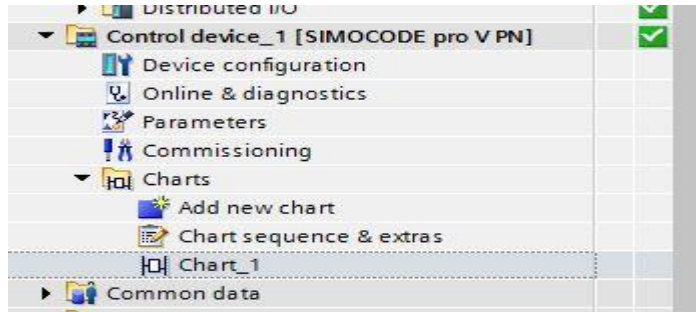 Distributed I/O
Control device_1 [SIMOCODE pro V PN]
Device configuration
Online & diagnostics
Parameters
Commissioning
Charts
Add new chart
Chart sequence & extras
Chart_1
Common data